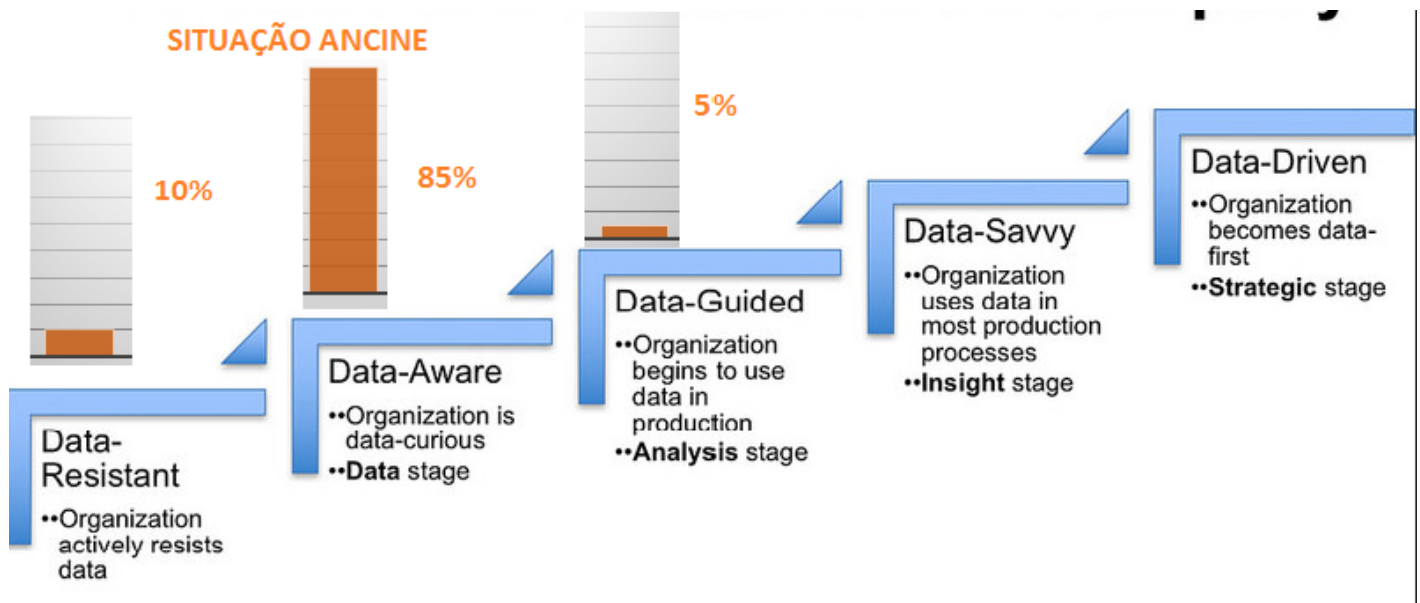 SITUAÇÃO ANCINE
10%
85%
5%
Data-
Resistant
••Organization
actively resists
data
Data-Aware
••Organization is
data-curious
••Data stage
Data-Guided
••Organization
begins to use
data in
production
••Analysis stage
Data-Savvy
••Organization
uses data in
most production
processes
••Insight stage
Data-Driven
••Organization
becomes data-
first
••Strategic stage